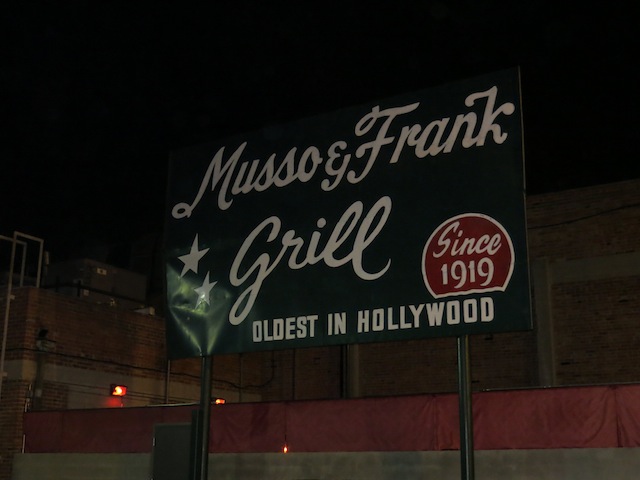 Musso & Frank
Grill
Since
1919
OLDEST IN HOLLYWOOD